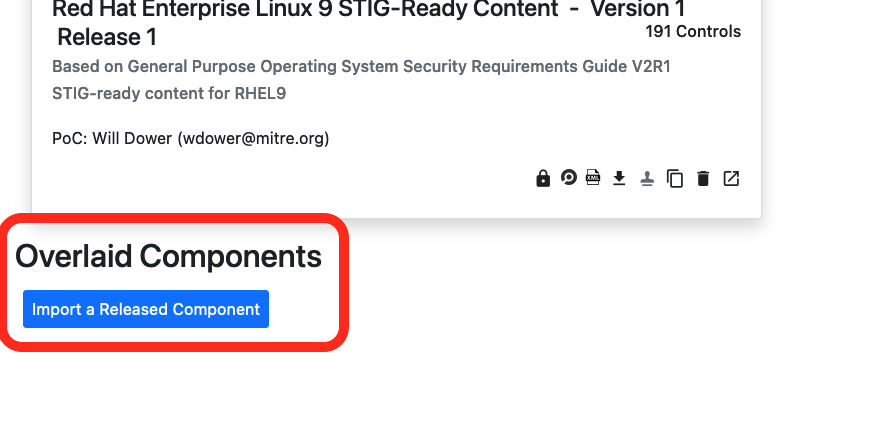 Red Hat Enterprise Linux 9 STIG-Ready Content - Version 1
Release 1
191 Controls
Based on General Purpose Operating System Security Requirements Guide V2R1
STIG-ready content for RHEL9
PoC: Will Dower (wdower@mitre.org)
XML
Overlaid Components
Import a Released Component